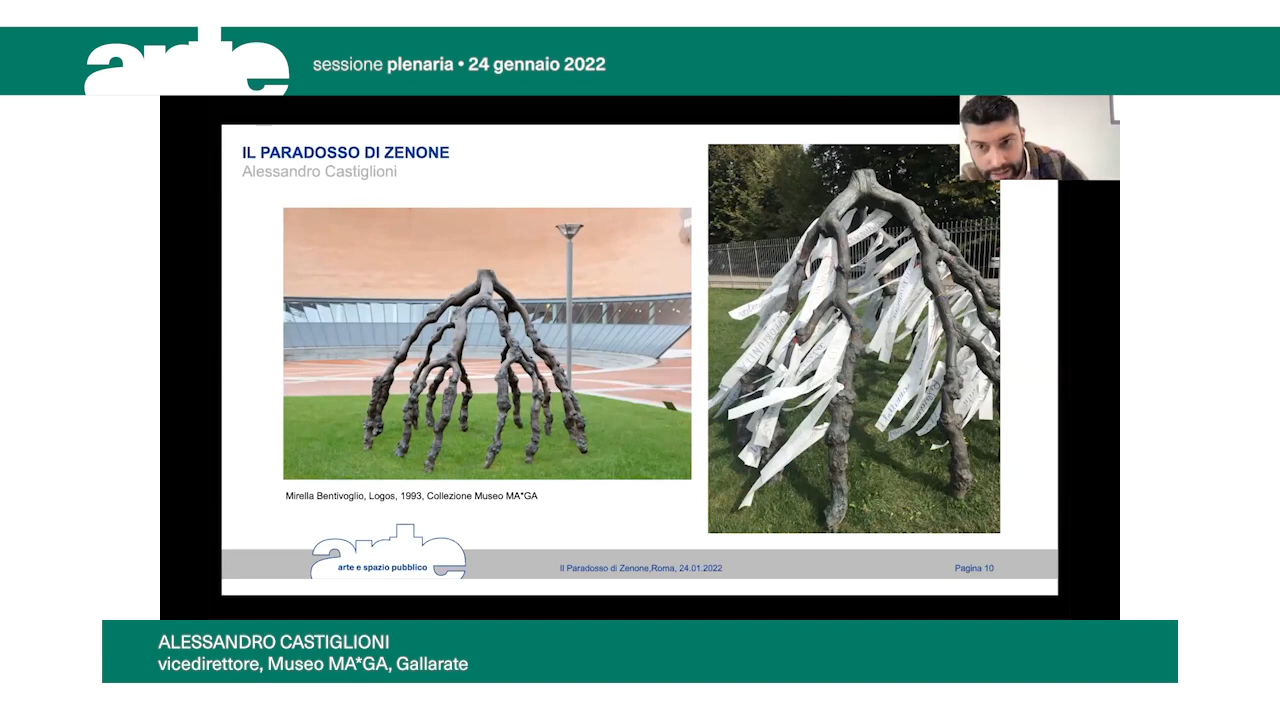 arte
sessione plenaria • 24 gennaio 2022
IL PARADOSSO DI ZENONE
Alessandro Castiglioni
Mirella Bentivoglio, Logos, 1993, Collezione Museo MA*GA
arte
arte e spazio pubblico
Il Paradosso di Zenone,Roma, 24.01.2022
Pagina 10
ALESSANDRO CASTIGLIONI
vicedirettore, Museo MA*GA, Gallarate